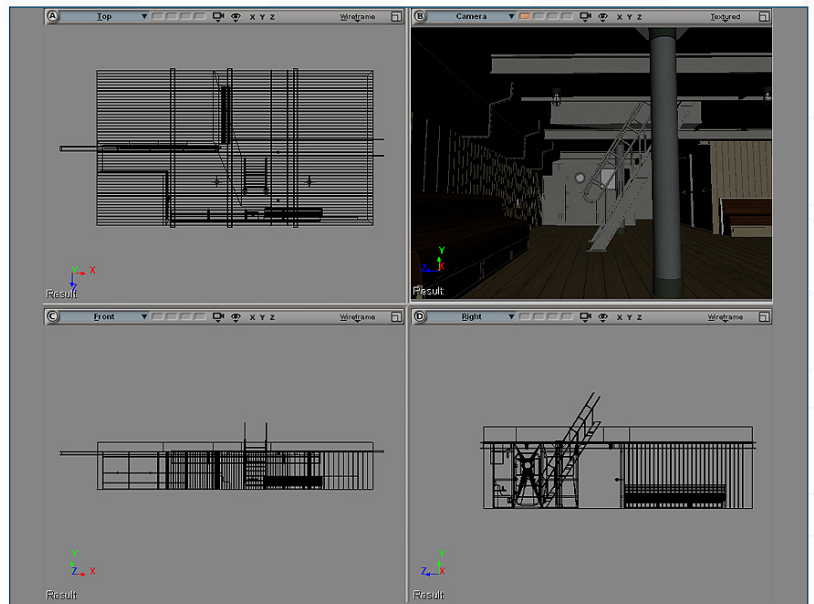 A Top X Y Z Wireframe
B Camera X Y Z Textured
X
Z
Result
Y
Z
X
Result
C Front X Y Z Wireframe
D Right X Y Z Wireframe
Y
Z X
Result
Y
Z X
Result